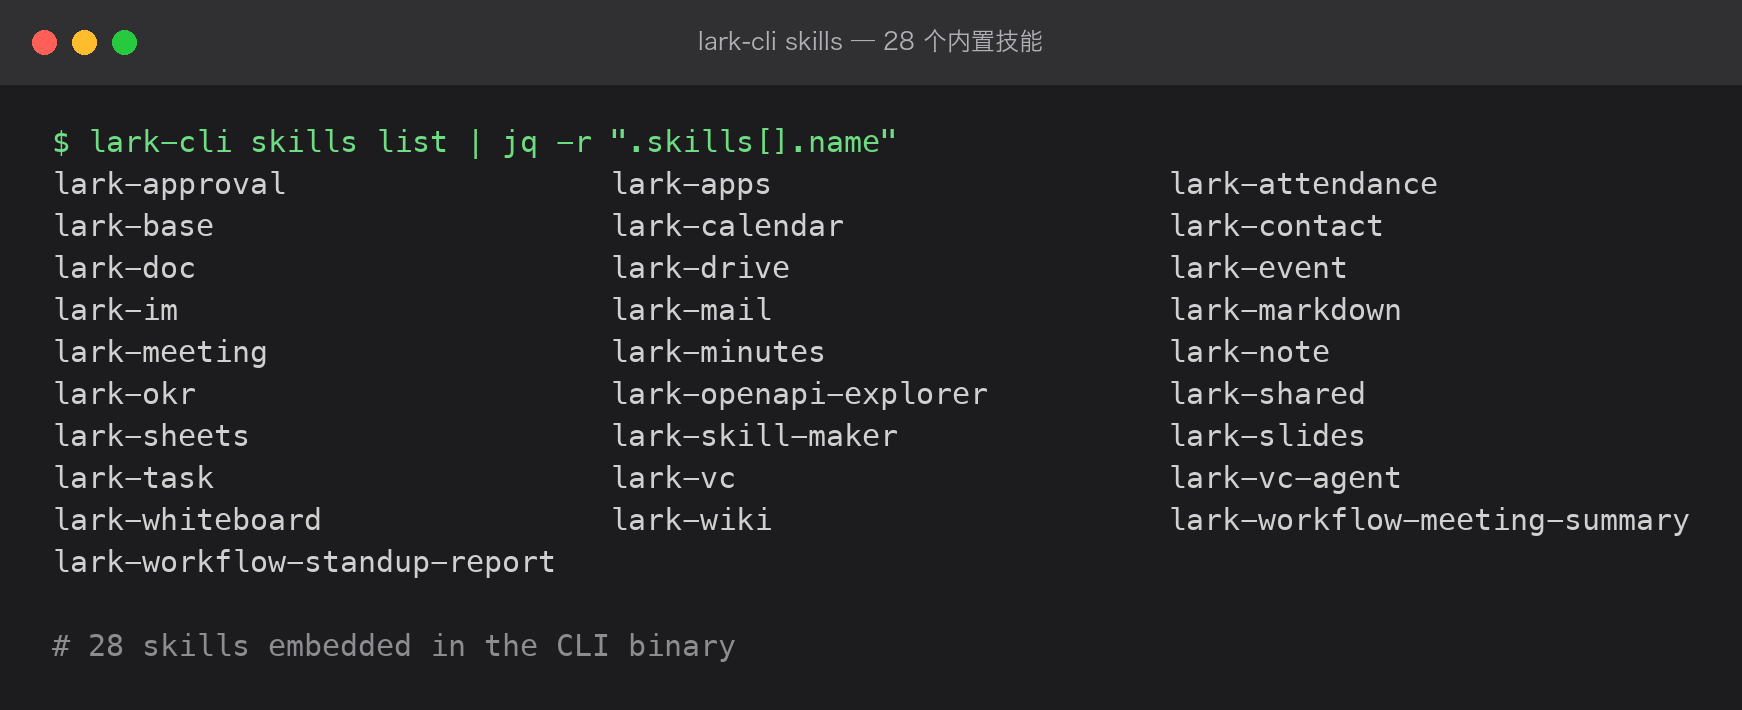 lark-cli skills — 28 个内置技能
$ lark-cli skills list | jq -r ".skills[].name"
lark-approval lark-apps lark-attendance
lark-base lark-calendar lark-contact
lark-doc lark-drive lark-event
lark-im lark-mail lark-markdown
lark-meeting lark-minutes lark-note
lark-okr lark-openapi-explorer lark-shared
lark-sheets lark-skill-maker lark-slides
lark-task lark-vc lark-vc-agent
lark-whiteboard lark-wiki lark-workflow-meeting-summary
lark-workflow-standup-report
# 28 skills embedded in the CLI binary